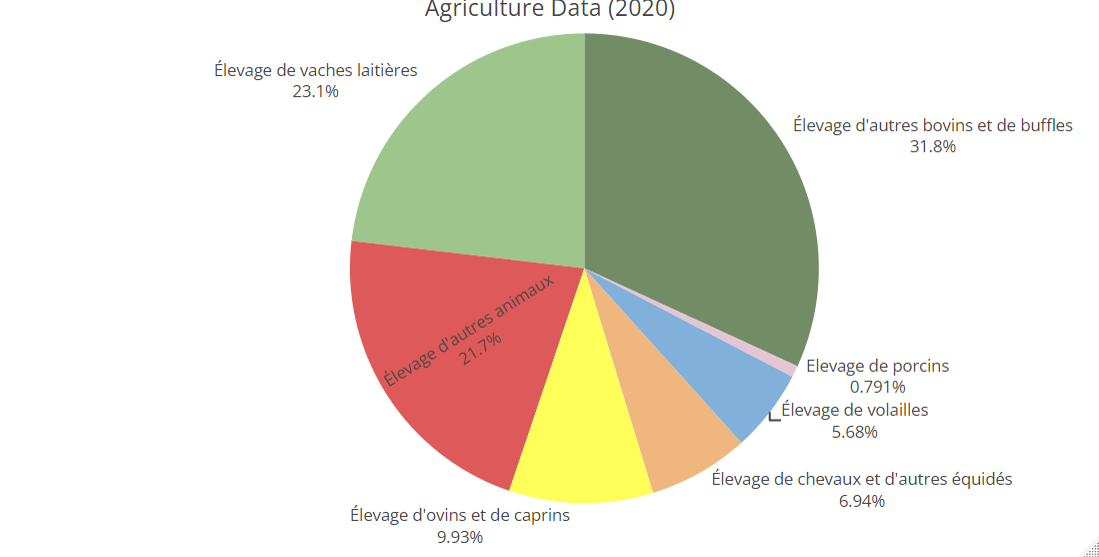 Agriculture Data (2020)
Élevage de vaches laitières
23.1%
Élevage d'autres bovins et de buffles
31.8%
Élevage d'autres animaux
21.7%
Elevage de porcins
0.791%
Élevage de volailles
5.68%
Élevage de chevaux et d'autres équidés
6.94%
Élevage d'ovins et de caprins
9.93%